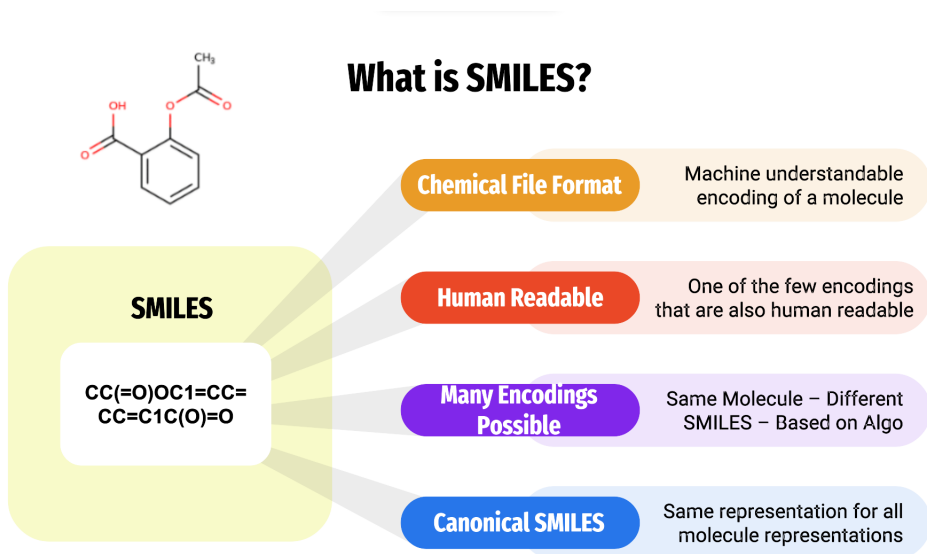 CH₃
What is SMILES?
OH
O
O
O
Chemical File Format
Machine understandable
encoding of a molecule
SMILES
CC(=O)OC1=CC=
CC=C1C(O)=O
Human Readable
One of the few encodings
that are also human readable
Many Encodings
Possible
Same Molecule – Different
SMILES – Based on Algo
Canonical SMILES
Same representation for all
molecule representations